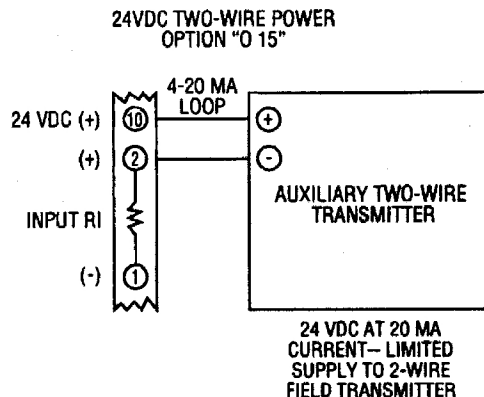 24VDC TWO-WIRE POWER
OPTION "O 15"
4-20 MA
LOOP
24 VDC (+)
10
+
(+)
2
-
AUXILIARY TWO-WIRE
TRANSMITTER
INPUT RI
(-)
1
24 VDC AT 20 MA
CURRENT– LIMITED
SUPPLY TO 2-WIRE
FIELD TRANSMITTER